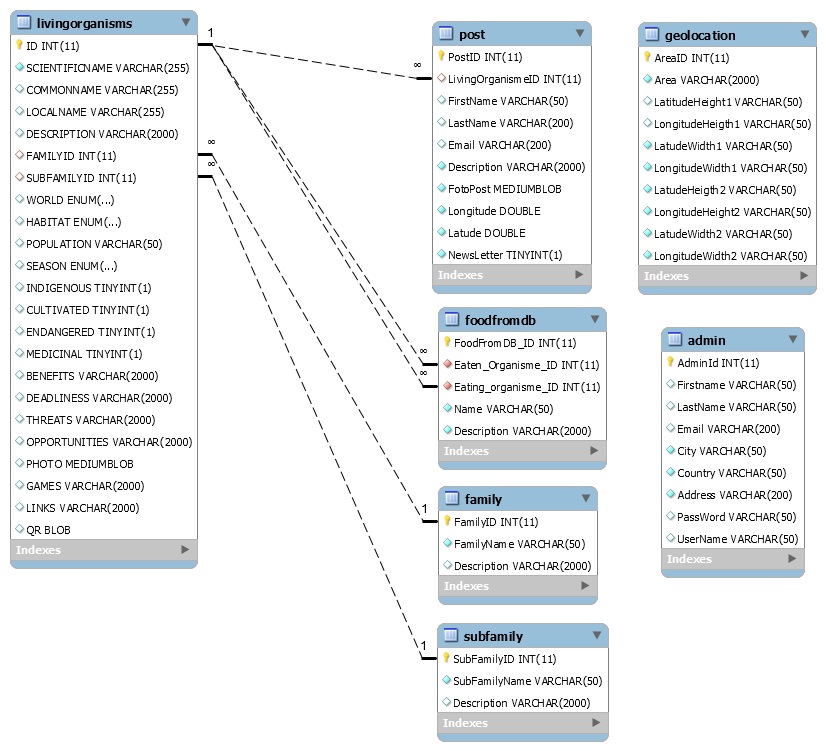 livingorganisms
ID INT(11)
SCIENTIFICNAME VARCHAR(255)
COMMONNAME VARCHAR(255)
LOCALNAME VARCHAR(255)
DESCRIPTION VARCHAR(2000)
FAMILYID INT(11)
SUBFAMILYID INT(11)
WORLD ENUM(...)
HABITAT ENUM(...)
POPULATION VARCHAR(50)
SEASON ENUM(...)
INDIGENOUS TINYINT(1)
CULTIVATED TINYINT(1)
ENDANGERED TINYINT(1)
MEDICINAL TINYINT(1)
BENEFITS VARCHAR(2000)
DEADLINESS VARCHAR(2000)
THREATS VARCHAR(2000)
OPPORTUNITIES VARCHAR(2000)
PHOTO MEDIUMBLOB
GAMES VARCHAR(2000)
LINKS VARCHAR(2000)
QR BLOB
Indexes
1
∞
∞
∞
∞
∞
1
1
post
PostID INT(11)
LivingOrganismeID INT(11)
FirstName VARCHAR(50)
LastName VARCHAR(200)
Email VARCHAR(200)
Description VARCHAR(2000)
FotoPost MEDIUMBLOB
Longitude DOUBLE
Latude DOUBLE
NewsLetter TINYINT(1)
Indexes
foodfromdb
FoodFromDB_ID INT(11)
Eaten_Organisme_ID INT(11)
Eating_organisme_ID INT(11)
Name VARCHAR(50)
Description VARCHAR(2000)
Indexes
family
FamilyID INT(11)
FamilyName VARCHAR(50)
Description VARCHAR(2000)
Indexes
subfamily
SubFamilyID INT(11)
SubFamilyName VARCHAR(50)
Description VARCHAR(2000)
Indexes
geolocation
AreaID INT(11)
Area VARCHAR(2000)
LatitudeHeight1 VARCHAR(50)
LongitudeHeigth1 VARCHAR(50)
LatudeWidth1 VARCHAR(50)
LongitudeWidth1 VARCHAR(50)
LatudeHeigth2 VARCHAR(50)
LongitudeHeight2 VARCHAR(50)
LatudeWidth2 VARCHAR(50)
LongitudeWidth2 VARCHAR(50)
Indexes
admin
AdminId INT(11)
Firstname VARCHAR(50)
LastName VARCHAR(50)
Email VARCHAR(200)
City VARCHAR(50)
Country VARCHAR(50)
Address VARCHAR(200)
PassWord VARCHAR(50)
UserName VARCHAR(50)
Indexes